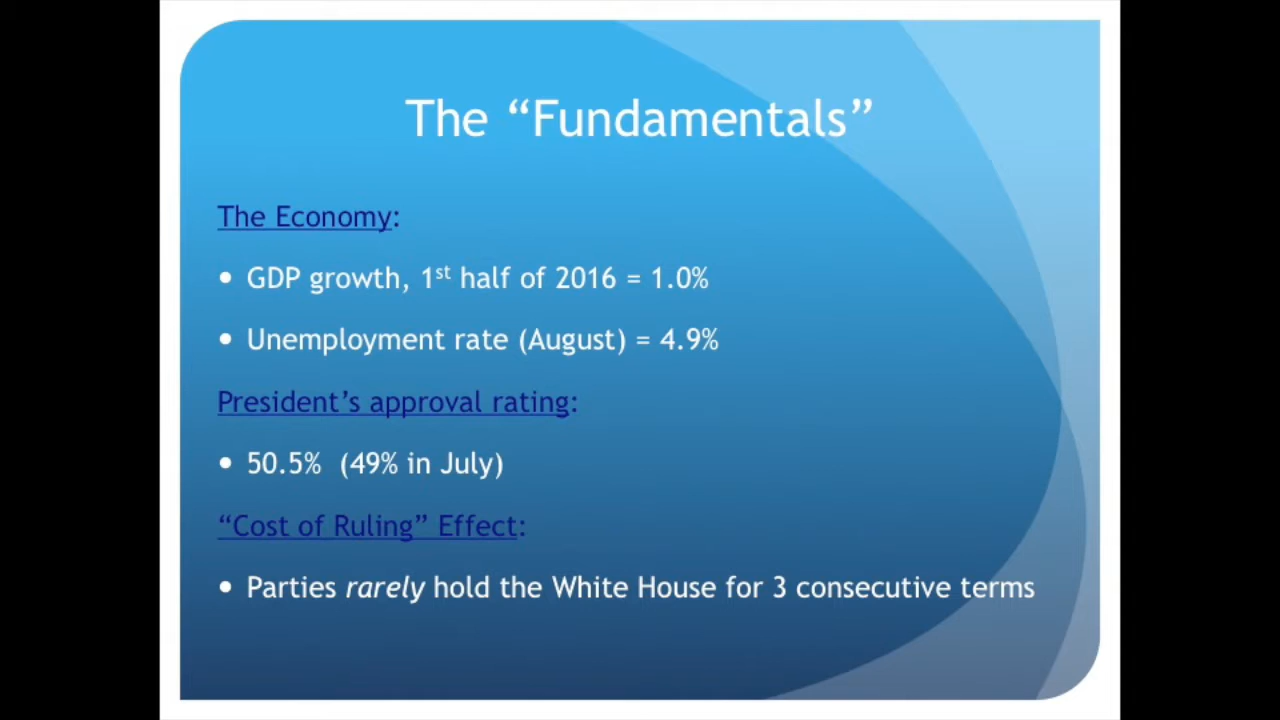 The “Fundamentals”
The Economy:
• GDP growth, 1st half of 2016 = 1.0%
• Unemployment rate (August) = 4.9%
President’s approval rating:
• 50.5% (49% in July)
“Cost of Ruling” Effect:
• Parties rarely hold the White House for 3 consecutive terms